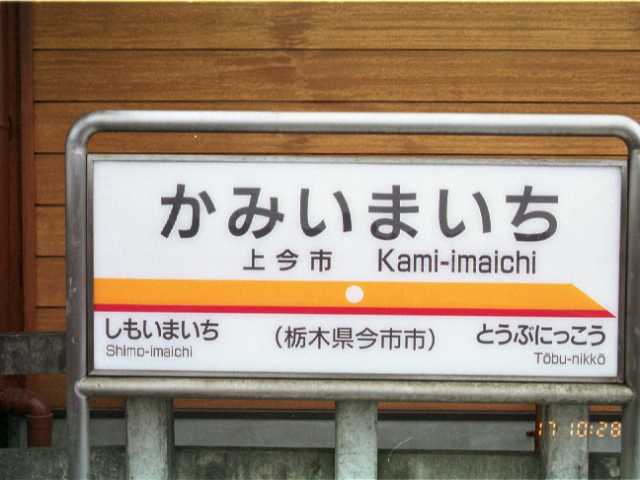 かみいまいち
上今市 Kami-imaichi
しもいまいち (栃木県今市市) とうぶにっこう
Shimo-imaichi Tōbu-nikkō
17 10:28